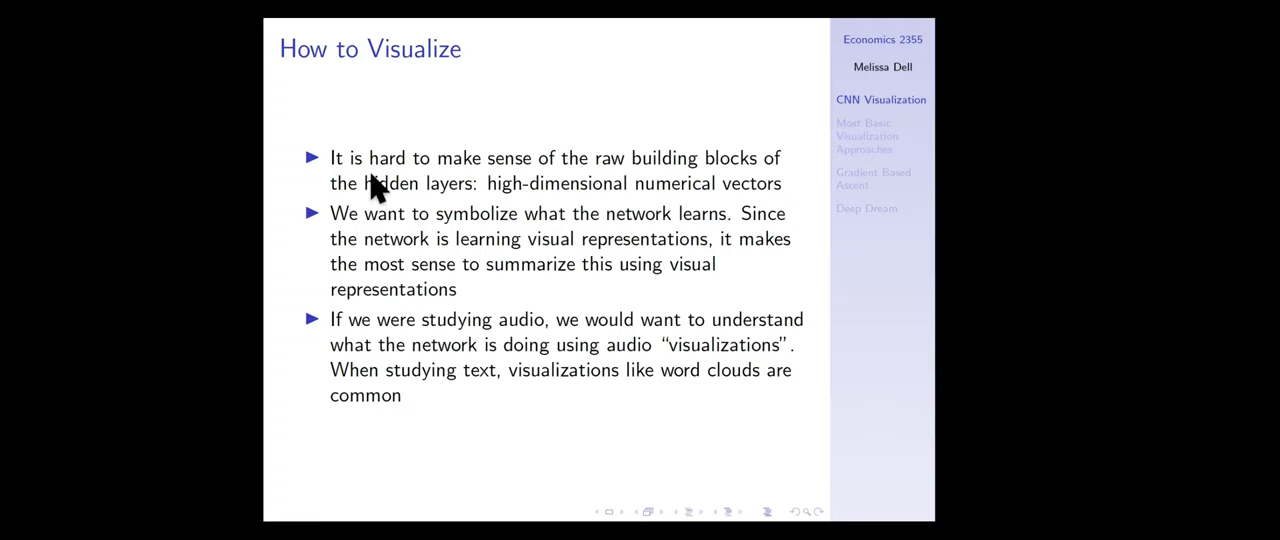 How to Visualize
It is hard to make sense of the raw building blocks of
the hidden layers: high-dimensional numerical vectors
We want to symbolize what the network learns. Since
the network is learning visual representations, it makes
the most sense to summarize this using visual
representations
If we were studying audio, we would want to understand
what the network is doing using audio “visualizations”.
When studying text, visualizations like word clouds are
common
Economics 2355
Melissa Dell
CNN Visualization
Most Basic
Visualization
Approaches
Gradient Based
Ascent
Deep Dream